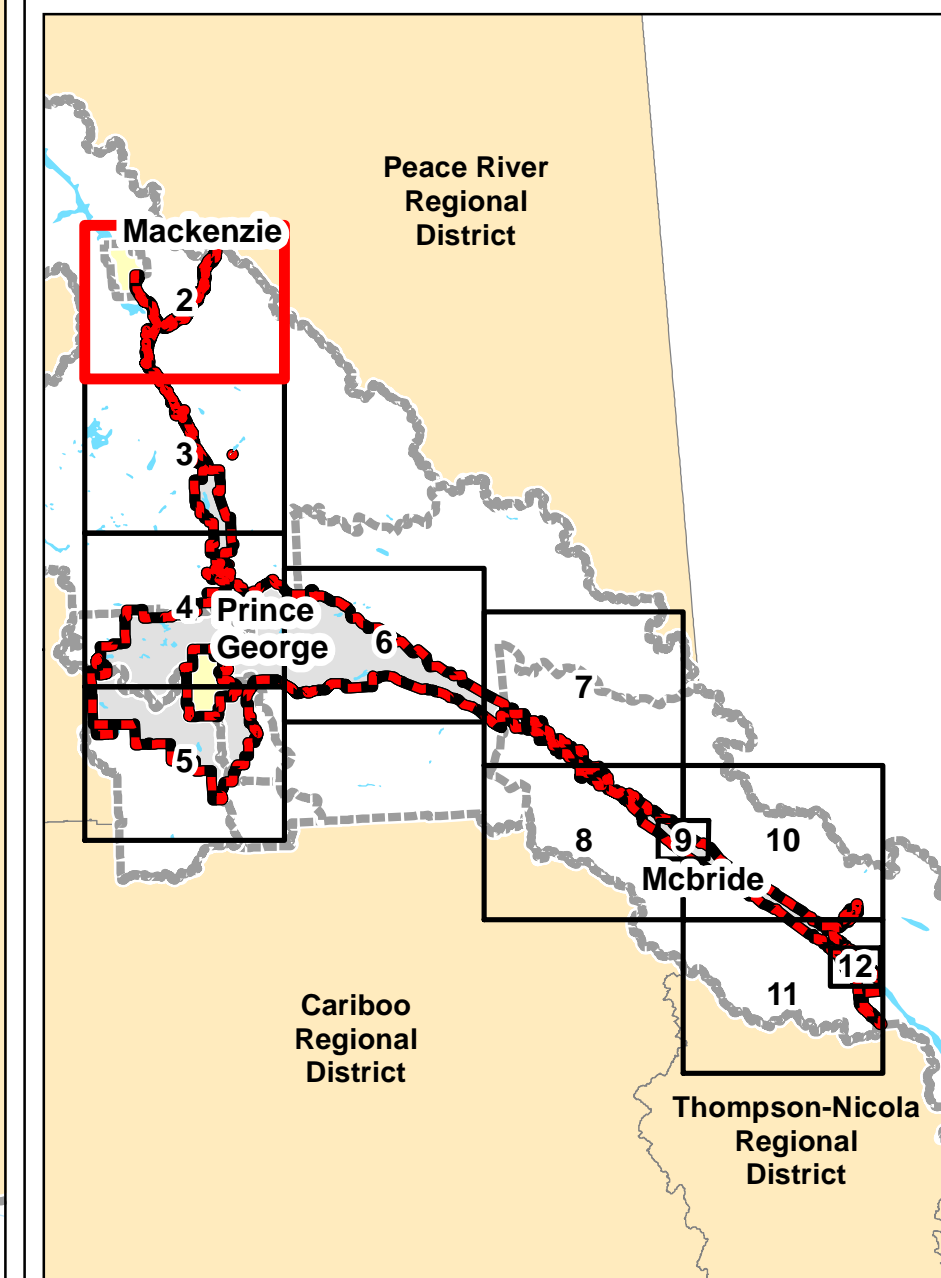 Peace River
Regional
District
Mackenzie
2
3
4
Prince
George
6
7
5
8
9
10
Mcbride
12
11
Cariboo
Regional
District
Thompson-Nicola
Regional
District